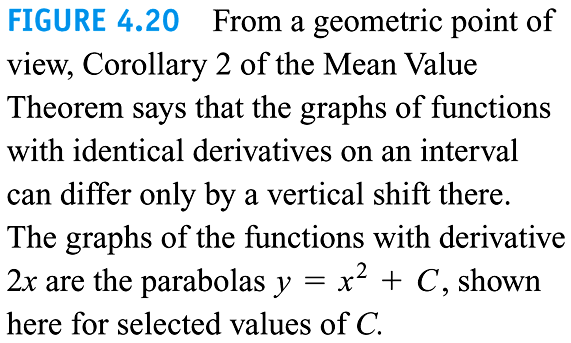 FIGURE 4.20 From a geometric point of
view, Corollary 2 of the Mean Value
Theorem says that the graphs of functions
with identical derivatives on an interval
can differ only by a vertical shift there.
The graphs of the functions with derivative
2x are the parabolas y = x² + C, shown
here for selected values of C.